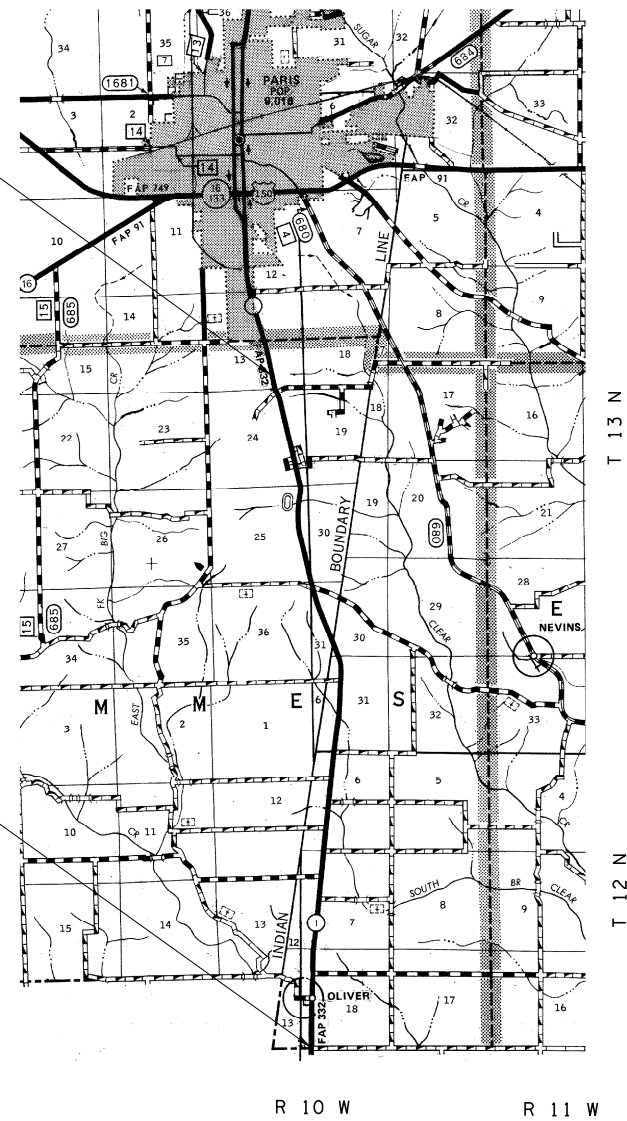 36
34
35
31
32
SUGAR
684
7
3
1681
PARIS
POP
9,018
6
33
3
2
14
32
14
FAP 749
16
133
150
FAP 91
FAP 91
4
680
CR
5
4
10
11
7
LINE
16
12
15
685
1
14
8
9
13
FAP 332
18
15
CR
17
18
16
T 13 N
23
22
24
19
19
20
21
BOUNDARY
680
BIG
26
25
30
27
28
FK
29
E
NEVINS
15
685
CLEAR
34
35
36
31
30
M M E S
6
31
32
33
EAST
3
2
1
6
5
4
12
10
CR
11
CR
T 12 N
SOUTH
BR
CLEAR
15
14
13
INDIAN
12
1
7
8
9
OLIVER
13
FAP 332
18
17
16
R 10 W
R 11 W